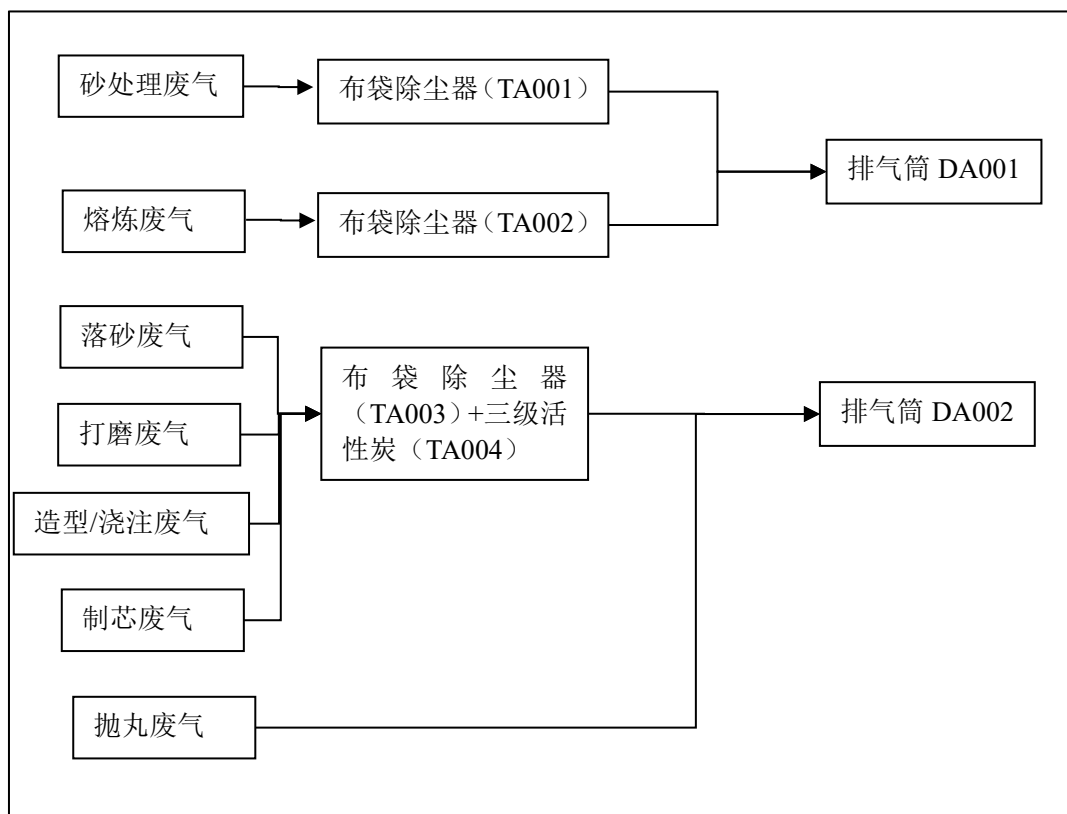 砂处理废气
布袋除尘器（TA001）
排气筒 DA001
熔炼废气
布袋除尘器（TA002）
落砂废气
打磨废气
造型/浇注废气
制芯废气
布袋除尘器
（TA003）+三级活
性炭（TA004）
排气筒 DA002
抛丸废气